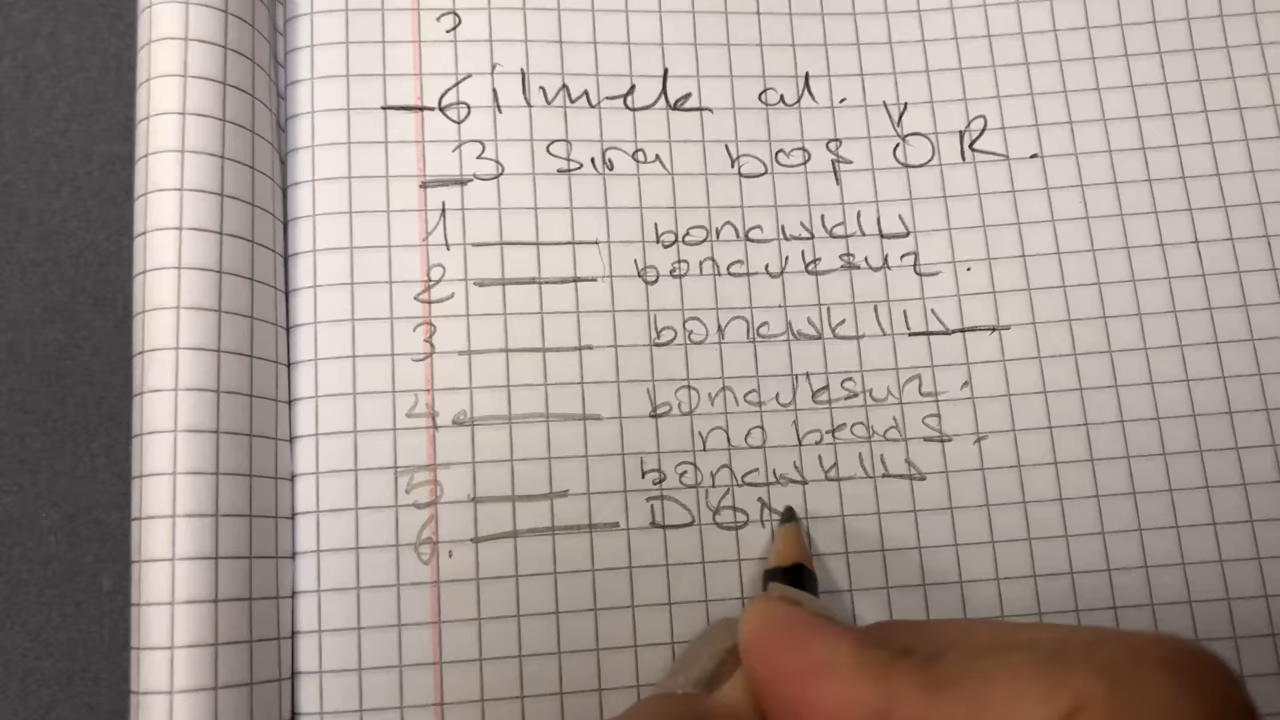 6 ilmek al.
3 sıra boş ÖR.
1 boncuklu
2 boncuksuz.
3 boncuklu
4 boncuksuz.
no beads.
5 boncuklu
6. DÖN